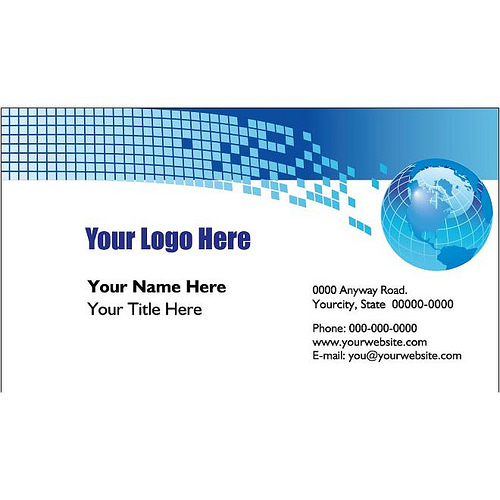 Your Logo Here
Your Name Here
Your Title Here
0000 Anyway Road.
Yourcity, State 00000-0000
Phone: 000-000-0000
www.yourwebsite.com
E-mail: you@yourwebsite.com